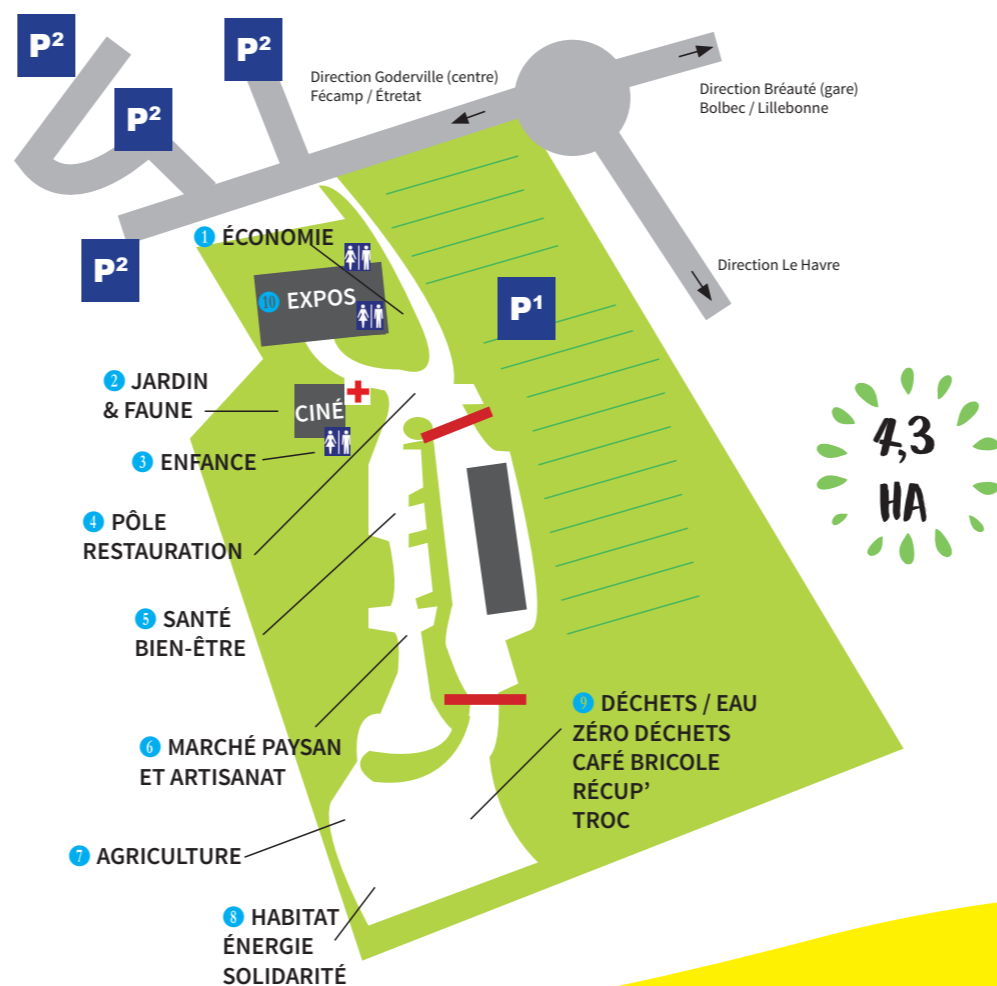 P²
P²
P²
P²
Direction Goderville (centre)
Fécamp / Étretat
Direction Bréauté (gare)
Bolbec / Lillebonne
Direction Le Havre
P¹
1 ÉCONOMIE
10 EXPOS
2 JARDIN
& FAUNE
CINÉ
3 ENFANCE
4 PÔLE
RESTAURATION
5 SANTÉ
BIEN-ÊTRE
6 MARCHÉ PAYSAN
ET ARTISANAT
7 AGRICULTURE
8 HABITAT
ÉNERGIE
SOLIDARITÉ
9 DÉCHETS / EAU
ZÉRO DÉCHETS
CAFÉ BRICOLE
RÉCUP’
TROC
4,3
HA